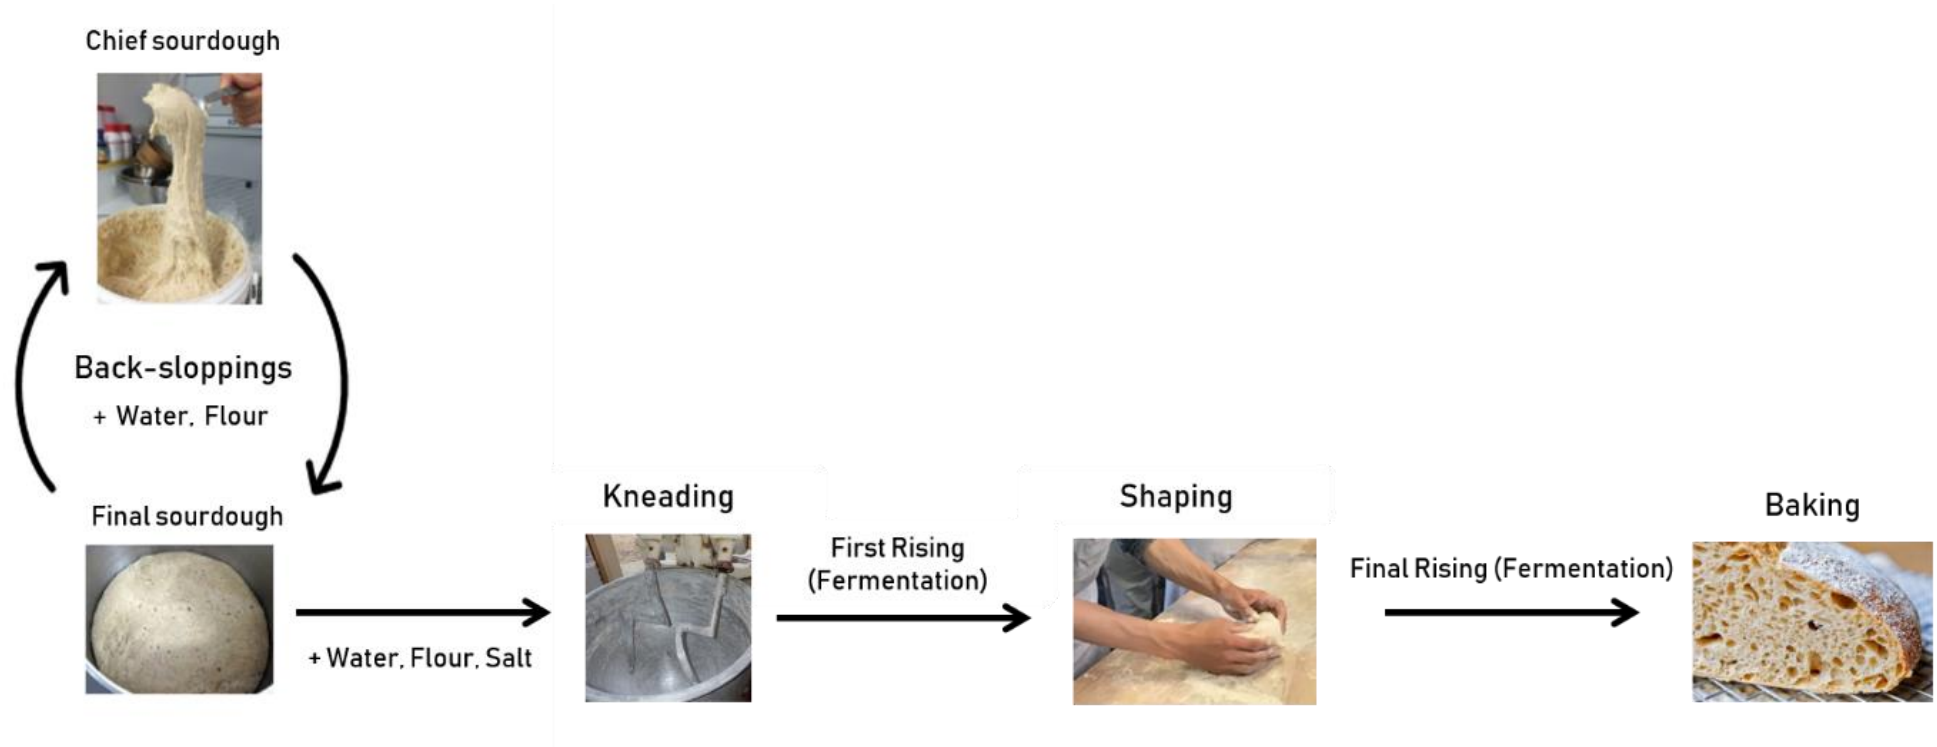 Chief sourdough
Back-sloppings
+ Water, Flour
Final sourdough
+ Water, Flour, Salt
Kneading
First Rising
(Fermentation)
Shaping
Final Rising (Fermentation)
Baking